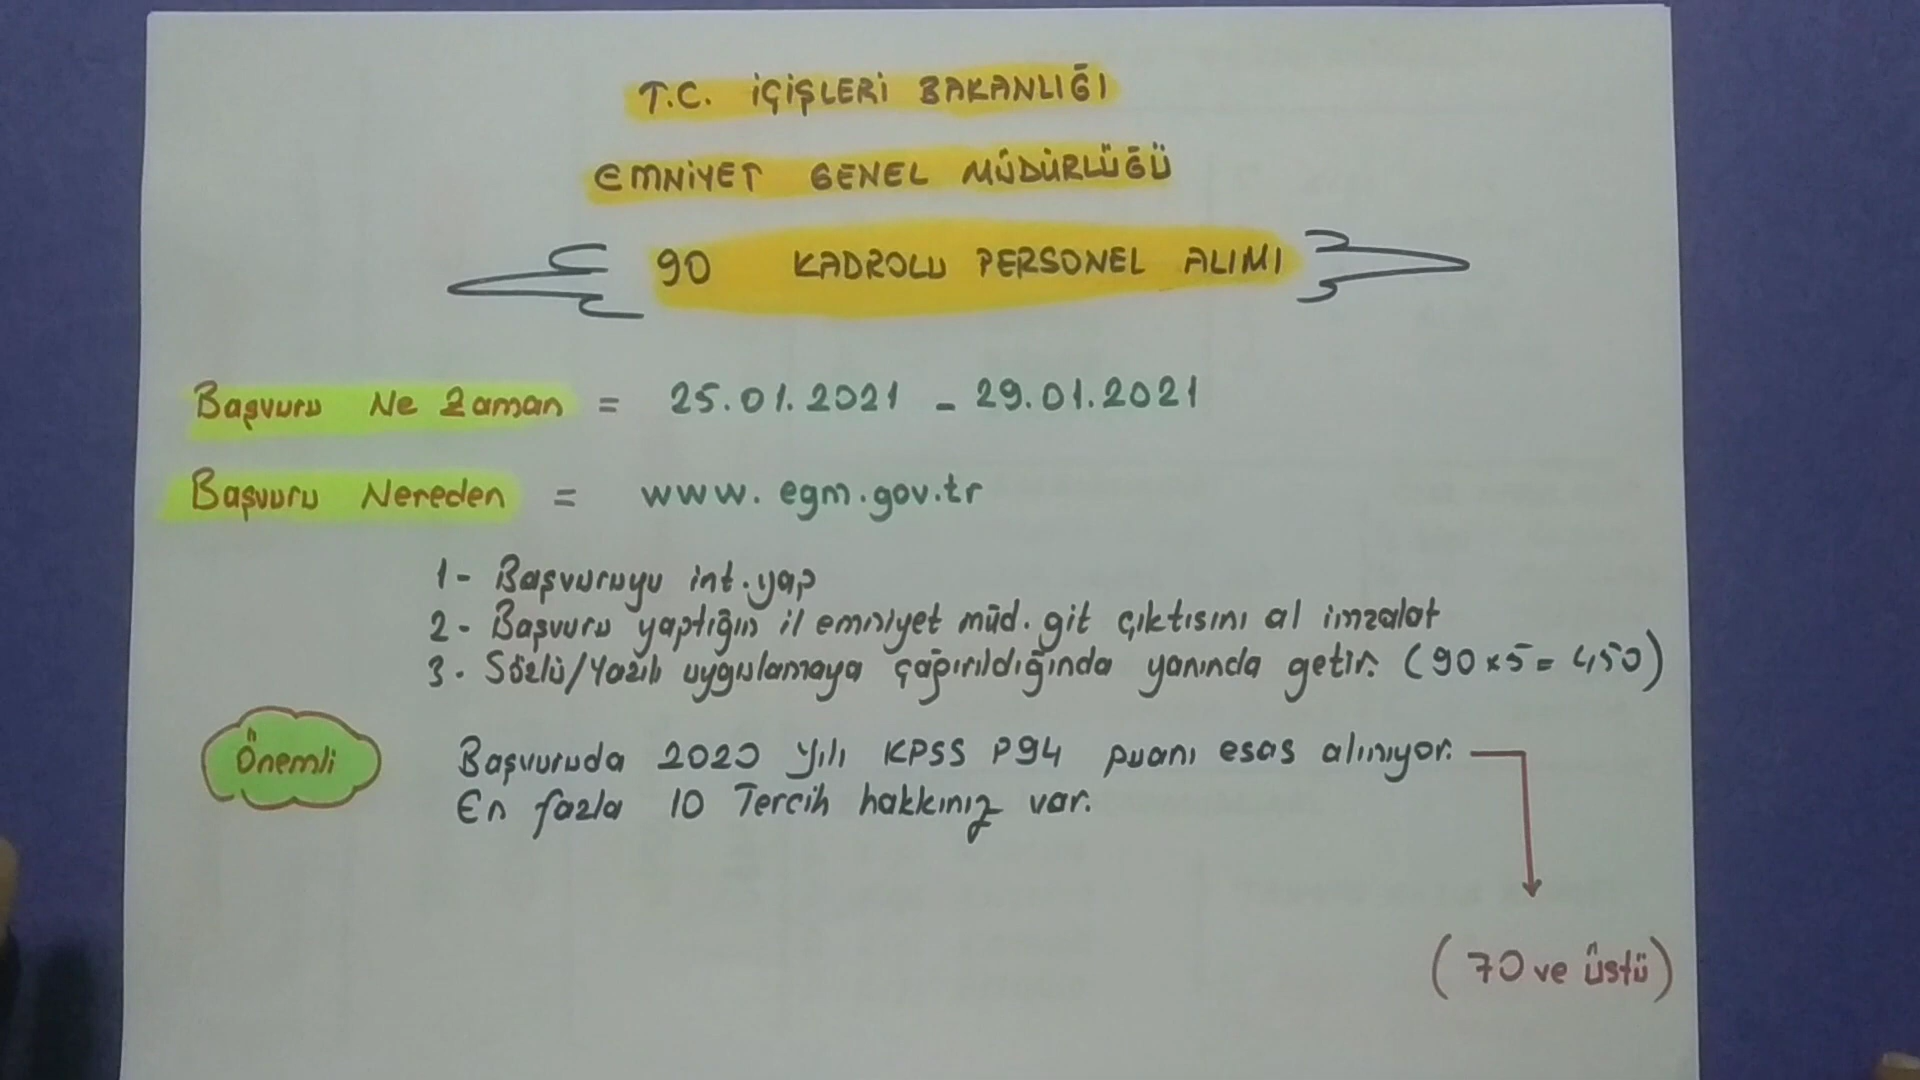 T.C. İÇİŞLERİ BAKANLIĞI
EMNİYET GENEL MÜDÜRLÜĞÜ
90 KADROLU PERSONEL ALIMI
Başvuru Ne Zaman = 25.01.2021 - 29.01.2021
Başvuru Nereden = www.egm.gov.tr
1- Başvuruyu int.yap
2- Başvuru yaptığın il emniyet müd. git çıktısını al imzalat
3. Sözlü/Yazılı uygulamaya çağırıldığında yanında getir. (90x5=450)
Önemli
Başvuruda 2020 yılı KPSS P94 puanı esas alınıyor.
En fazla 10 Tercih hakkınız var.
(70 ve üstü)